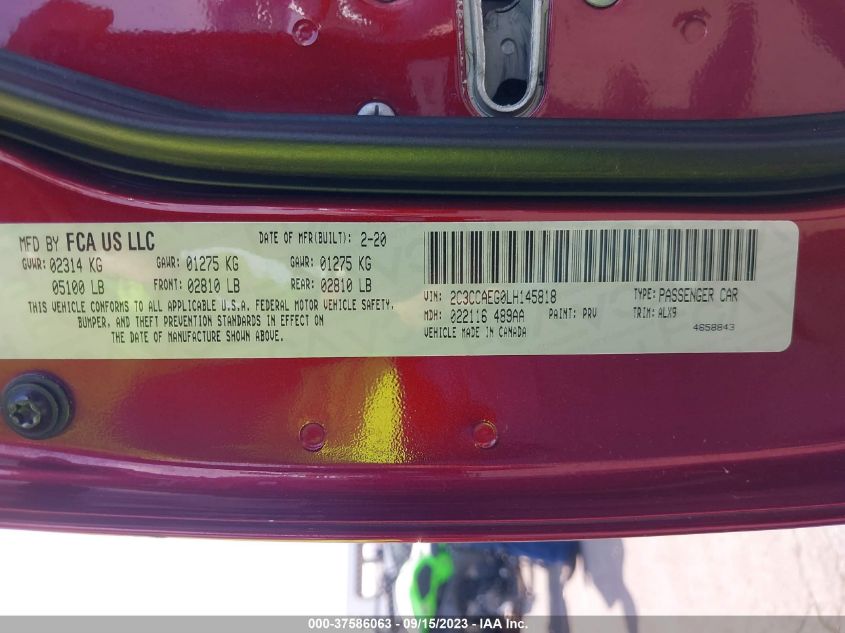 MFD BY FCA US LLC DATE OF MFR(BUILT): 2-20
GVWR: 02314 KG GAWR: 01275 KG GAWR: 01275 KG
05100 LB FRONT: 02810 LB REAR: 02810 LB
THIS VEHICLE CONFORMS TO ALL APPLICABLE U.S.A. FEDERAL MOTOR VEHICLE SAFETY,
BUMPER, AND THEFT PREVENTION STANDARDS IN EFFECT ON
THE DATE OF MANUFACTURE SHOWN ABOVE.
VIN: 2C3CCAEG0LH145818 TYPE: PASSENGER CAR
MDH: 022116 489AA PAINT: PRV TRIM: ALX9
VEHICLE MADE IN CANADA 4658843
000-37586063 - 09/15/2023 - IAA Inc.